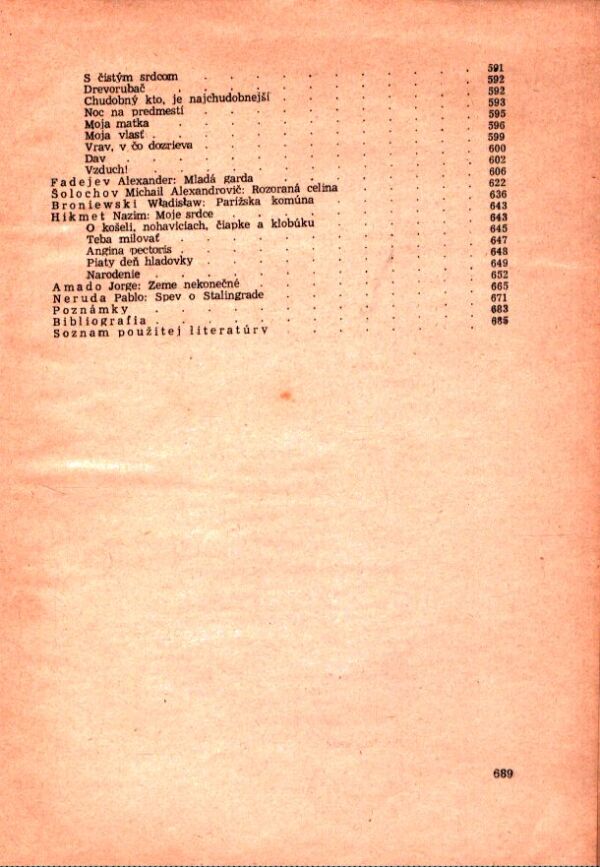 S čistým srdcom . . . . . . . . . . . 591
Drevorubač . . . . . . . . . . . 592
Chudobný kto, je najchudobnejší . . . . . . . . 592
Noc na predmestí . . . . . . . . . . . 593
Moja matka . . . . . . . . . . . 595
Moja vlasť . . . . . . . . . . . . 596
Vrav, v čo dozrieva . . . . . . . . . . . 599
Dav . . . . . . . . . . . . . 600
Vzduch! . . . . . . . . . . . . 602
Fadejev Alexander: Mladá garda . . . . . . . . 606
Šolochov Michail Alexandrovič: Rozoraná celina . . . . . 622
Broniewski Władisław: Parížska komúna . . . . . . 636
Hikmet Nazim: Moje srdce . . . . . . . . . . 643
O košeli, nohaviciach, čiapke a klobúku . . . . . . 643
Teba milovať . . . . . . . . . . . 645
Angina pectoris . . . . . . . . . . . 647
Piaty deň hladovky . . . . . . . . . . . 648
Narodenie . . . . . . . . . . . . 649
Amado Jorge: Zeme nekonečné . . . . . . . . 652
Neruda Pablo: Spev o Stalingrade . . . . . . . . 665
Poznámky . . . . . . . . . . . . 671
Bibliografia . . . . . . . . . . . . 683
Soznam použitej literatúry . . . . . . . . 685
689